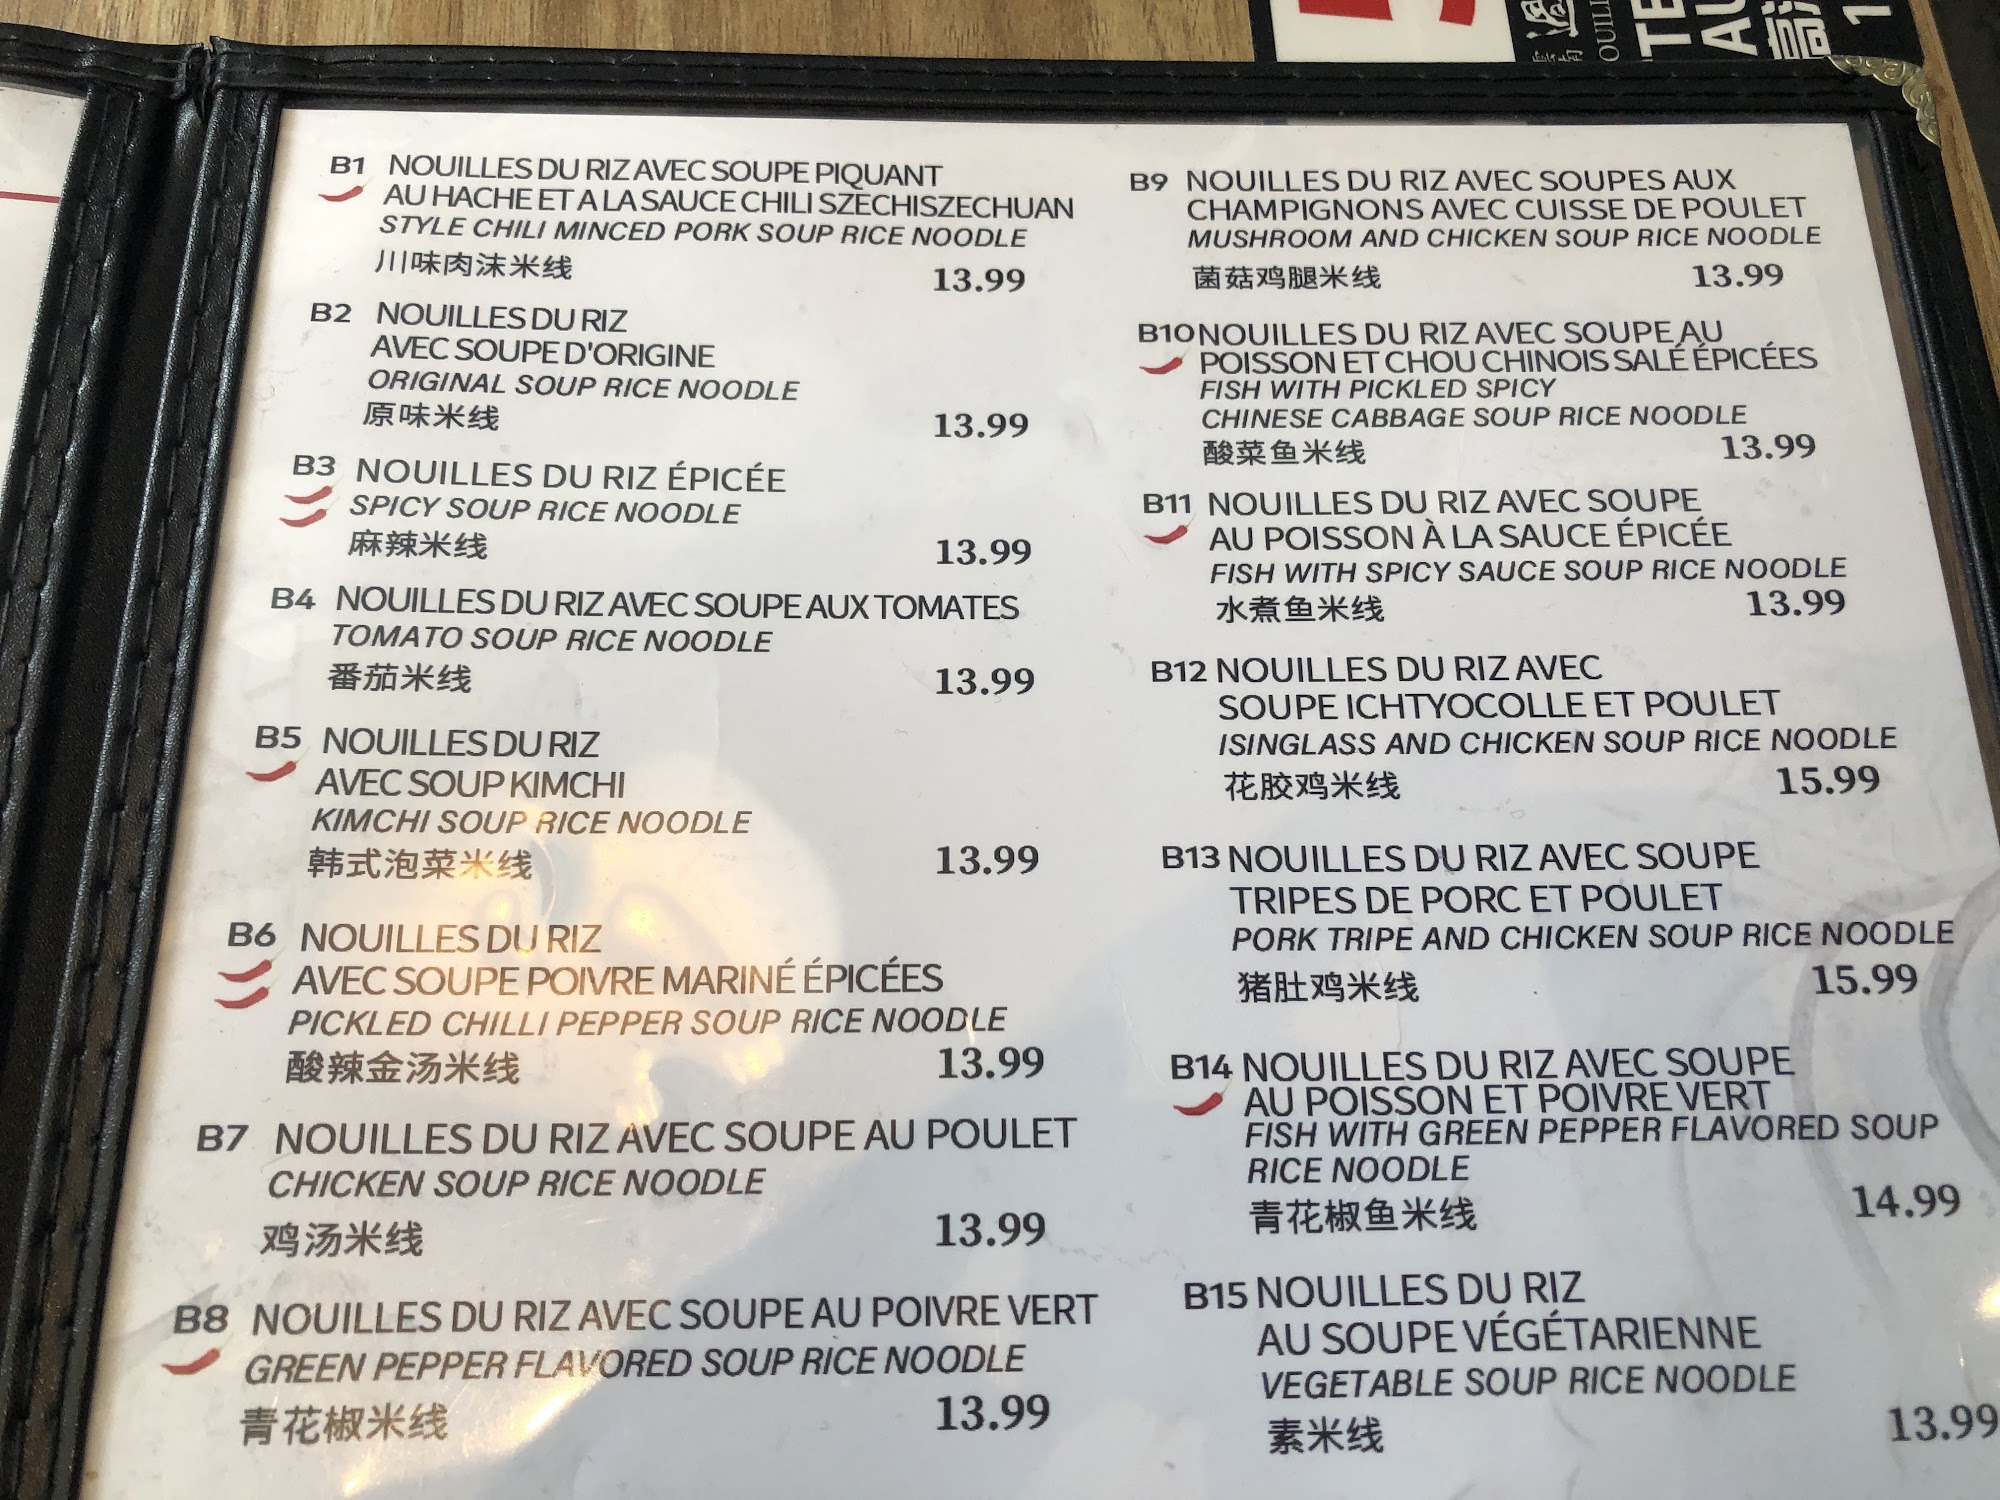 B1 NOUILLES DU RIZ AVEC SOUPE PIQUANT
AU HACHE ET A LA SAUCE CHILI SZECHISZECHUAN
STYLE CHILI MINCED PORK SOUP RICE NOODLE
川味肉沫米线 13.99
B2 NOUILLES DU RIZ
AVEC SOUPE D'ORIGINE
ORIGINAL SOUP RICE NOODLE
原味米线 13.99
B3 NOUILLES DU RIZ ÉPICÉE
SPICY SOUP RICE NOODLE
麻辣米线 13.99
B4 NOUILLES DU RIZ AVEC SOUPE AUX TOMATES
TOMATO SOUP RICE NOODLE
番茄米线 13.99
B5 NOUILLES DU RIZ
AVEC SOUP KIMCHI
KIMCHI SOUP RICE NOODLE
韩式泡菜米线 13.99
B6 NOUILLES DU RIZ
AVEC SOUPE POIVRE MARINÉ ÉPICÉES
PICKLED CHILLI PEPPER SOUP RICE NOODLE
酸辣金汤米线 13.99
B7 NOUILLES DU RIZ AVEC SOUPE AU POULET
CHICKEN SOUP RICE NOODLE
鸡汤米线 13.99
B8 NOUILLES DU RIZ AVEC SOUPE AU POIVRE VERT
GREEN PEPPER FLAVORED SOUP RICE NOODLE
青花椒米线 13.99
B9 NOUILLES DU RIZ AVEC SOUPES AUX
CHAMPIGNONS AVEC CUISSE DE POULET
MUSHROOM AND CHICKEN SOUP RICE NOODLE
菌菇鸡腿米线 13.99
B10 NOUILLES DU RIZ AVEC SOUPE AU
POISSON ET CHOU CHINOIS SALÉ ÉPICÉES
FISH WITH PICKLED SPICY
CHINESE CABBAGE SOUP RICE NOODLE
酸菜鱼米线 13.99
B11 NOUILLES DU RIZ AVEC SOUPE
AU POISSON À LA SAUCE ÉPICÉE
FISH WITH SPICY SAUCE SOUP RICE NOODLE
水煮鱼米线 13.99
B12 NOUILLES DU RIZ AVEC
SOUPE ICHTYOCOLLE ET POULET
ISINGLASS AND CHICKEN SOUP RICE NOODLE
花胶鸡米线 15.99
B13 NOUILLES DU RIZ AVEC SOUPE
TRIPES DE PORC ET POULET
PORK TRIPE AND CHICKEN SOUP RICE NOODLE
猪肚鸡米线 15.99
B14 NOUILLES DU RIZ AVEC SOUPE
AU POISSON ET POIVRE VERT
FISH WITH GREEN PEPPER FLAVORED SOUP
RICE NOODLE
青花椒鱼米线 14.99
B15 NOUILLES DU RIZ
AU SOUPE VÉGÉTARIENNE
VEGETABLE SOUP RICE NOODLE
素米线 13.99